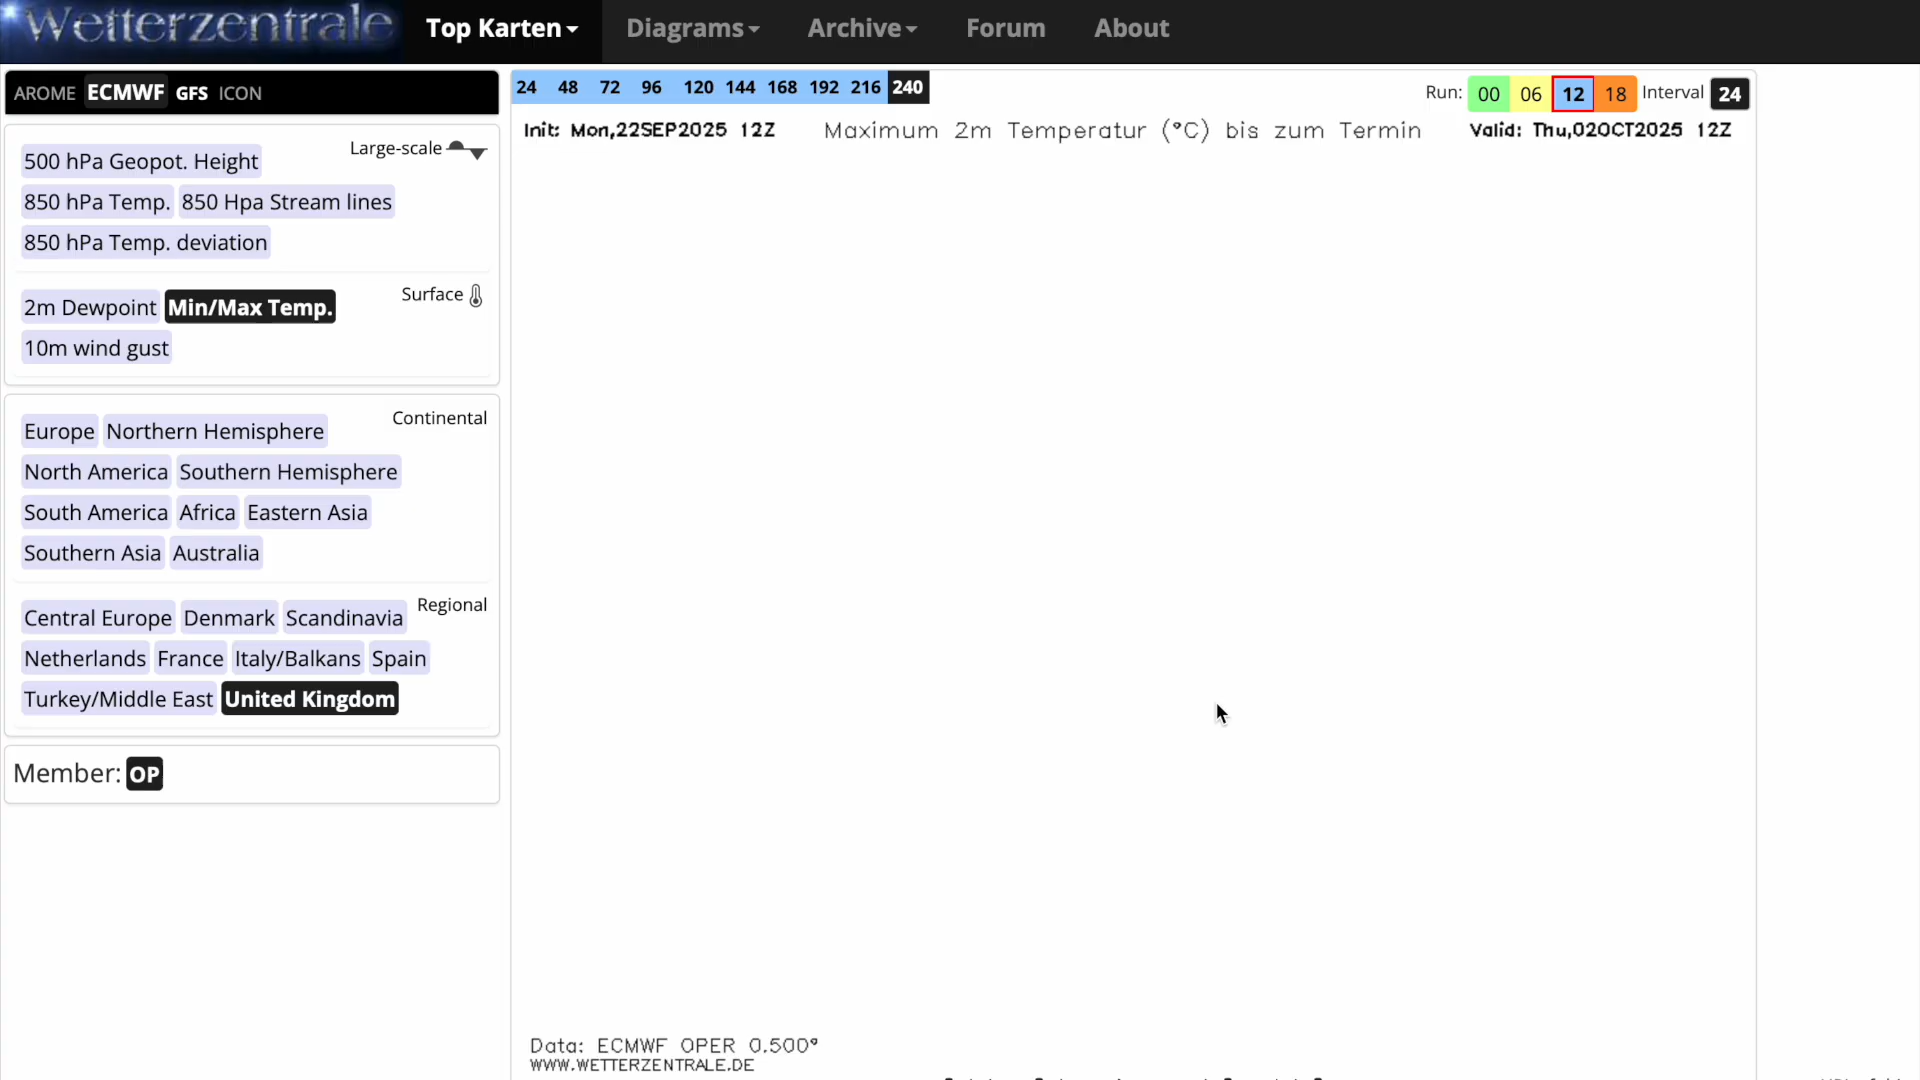 Wetterzentrale Top Karten Diagrams Archive Forum About
AROME ECMWF GFS ICON
Large-scale
500 hPa Geopot. Height
850 hPa Temp. 850 Hpa Stream lines
850 hPa Temp. deviation
Surface
2m Dewpoint Min/Max Temp.
10m wind gust
Continental
Europe Northern Hemisphere
North America Southern Hemisphere
South America Africa Eastern Asia
Southern Asia Australia
Regional
Central Europe Denmark Scandinavia
Netherlands France Italy/Balkans Spain
Turkey/Middle East United Kingdom
Member: OP
24 48 72 96 120 144 168 192 216 240
Run: 00 06 12 18 Interval 24
Init: Mon,22SEP2025 12Z Maximum 2m Temperatur (°C) bis zum Termin Valid: Thu,02OCT2025 12Z
Data: ECMWF OPER 0.500°
WWW.WETTERZENTRALE.DE